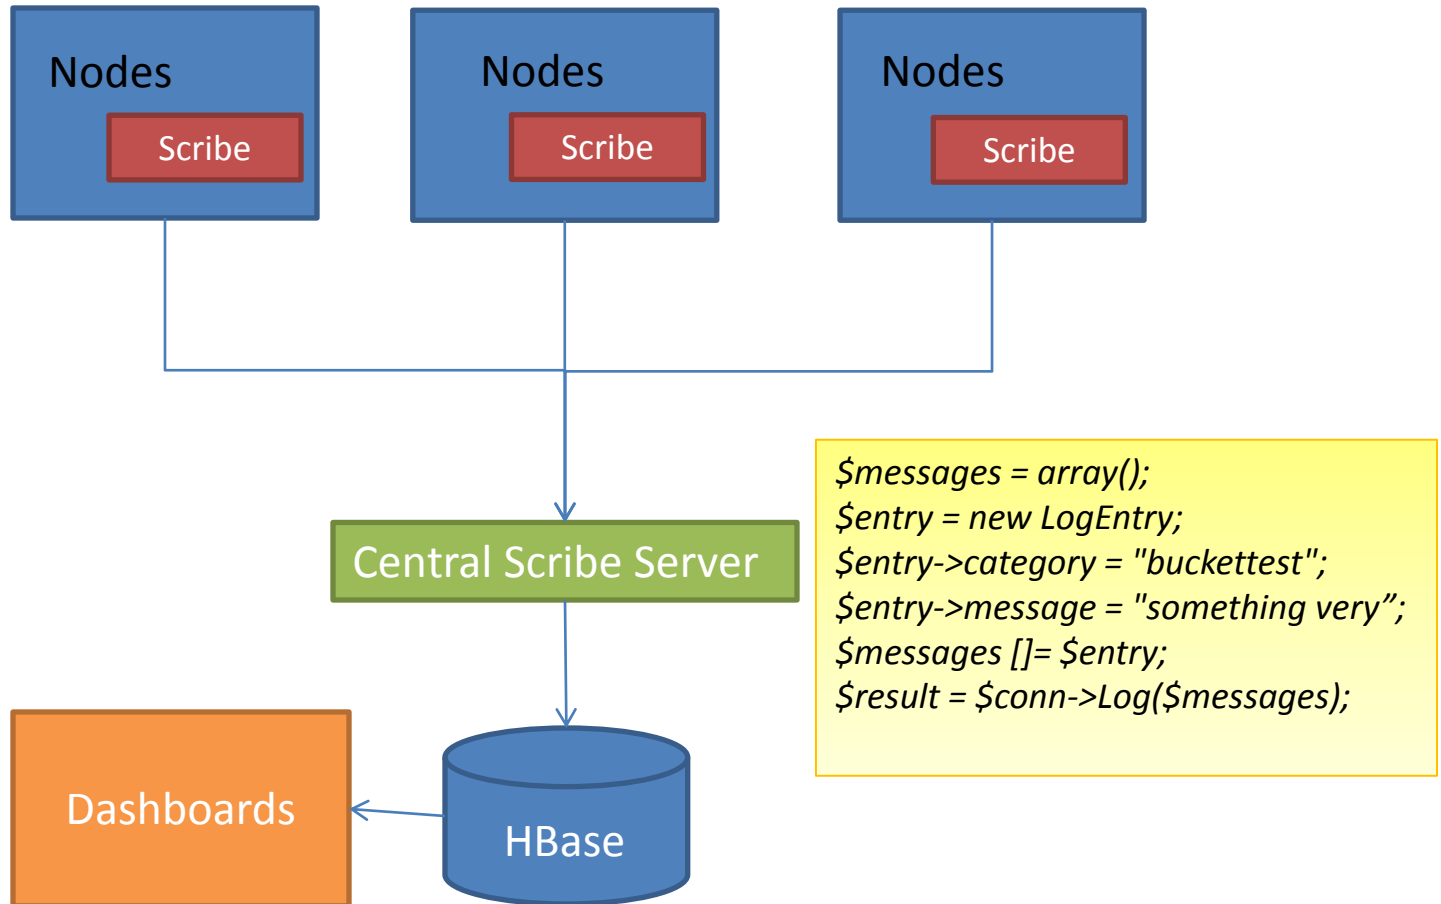 Nodes
Scribe
Nodes
Scribe
Nodes
Scribe
Central Scribe Server
$messages = array();
$entry = new LogEntry;
$entry->category = "buckettest";
$entry->message = "something very”;
$messages []= $entry;
$result = $conn->Log($messages);
Dashboards
HBase